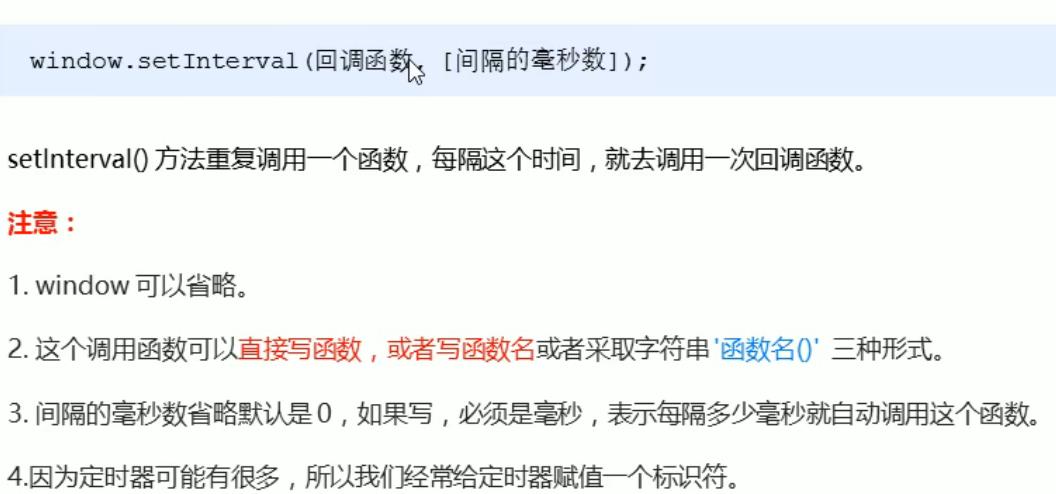 window.setInterval(回调函数, [间隔的毫秒数]);
setInterval() 方法重复调用一个函数，每隔这个时间，就去调用一次回调函数。
注意：
1. window 可以省略。
2. 这个调用函数可以直接写函数，或者写函数名或者采取字符串 '函数名()' 三种形式。
3. 间隔的毫秒数省略默认是 0，如果写，必须是毫秒，表示每隔多少毫秒就自动调用这个函数。
4.因为定时器可能有很多，所以我们经常给定时器赋值一个标识符。